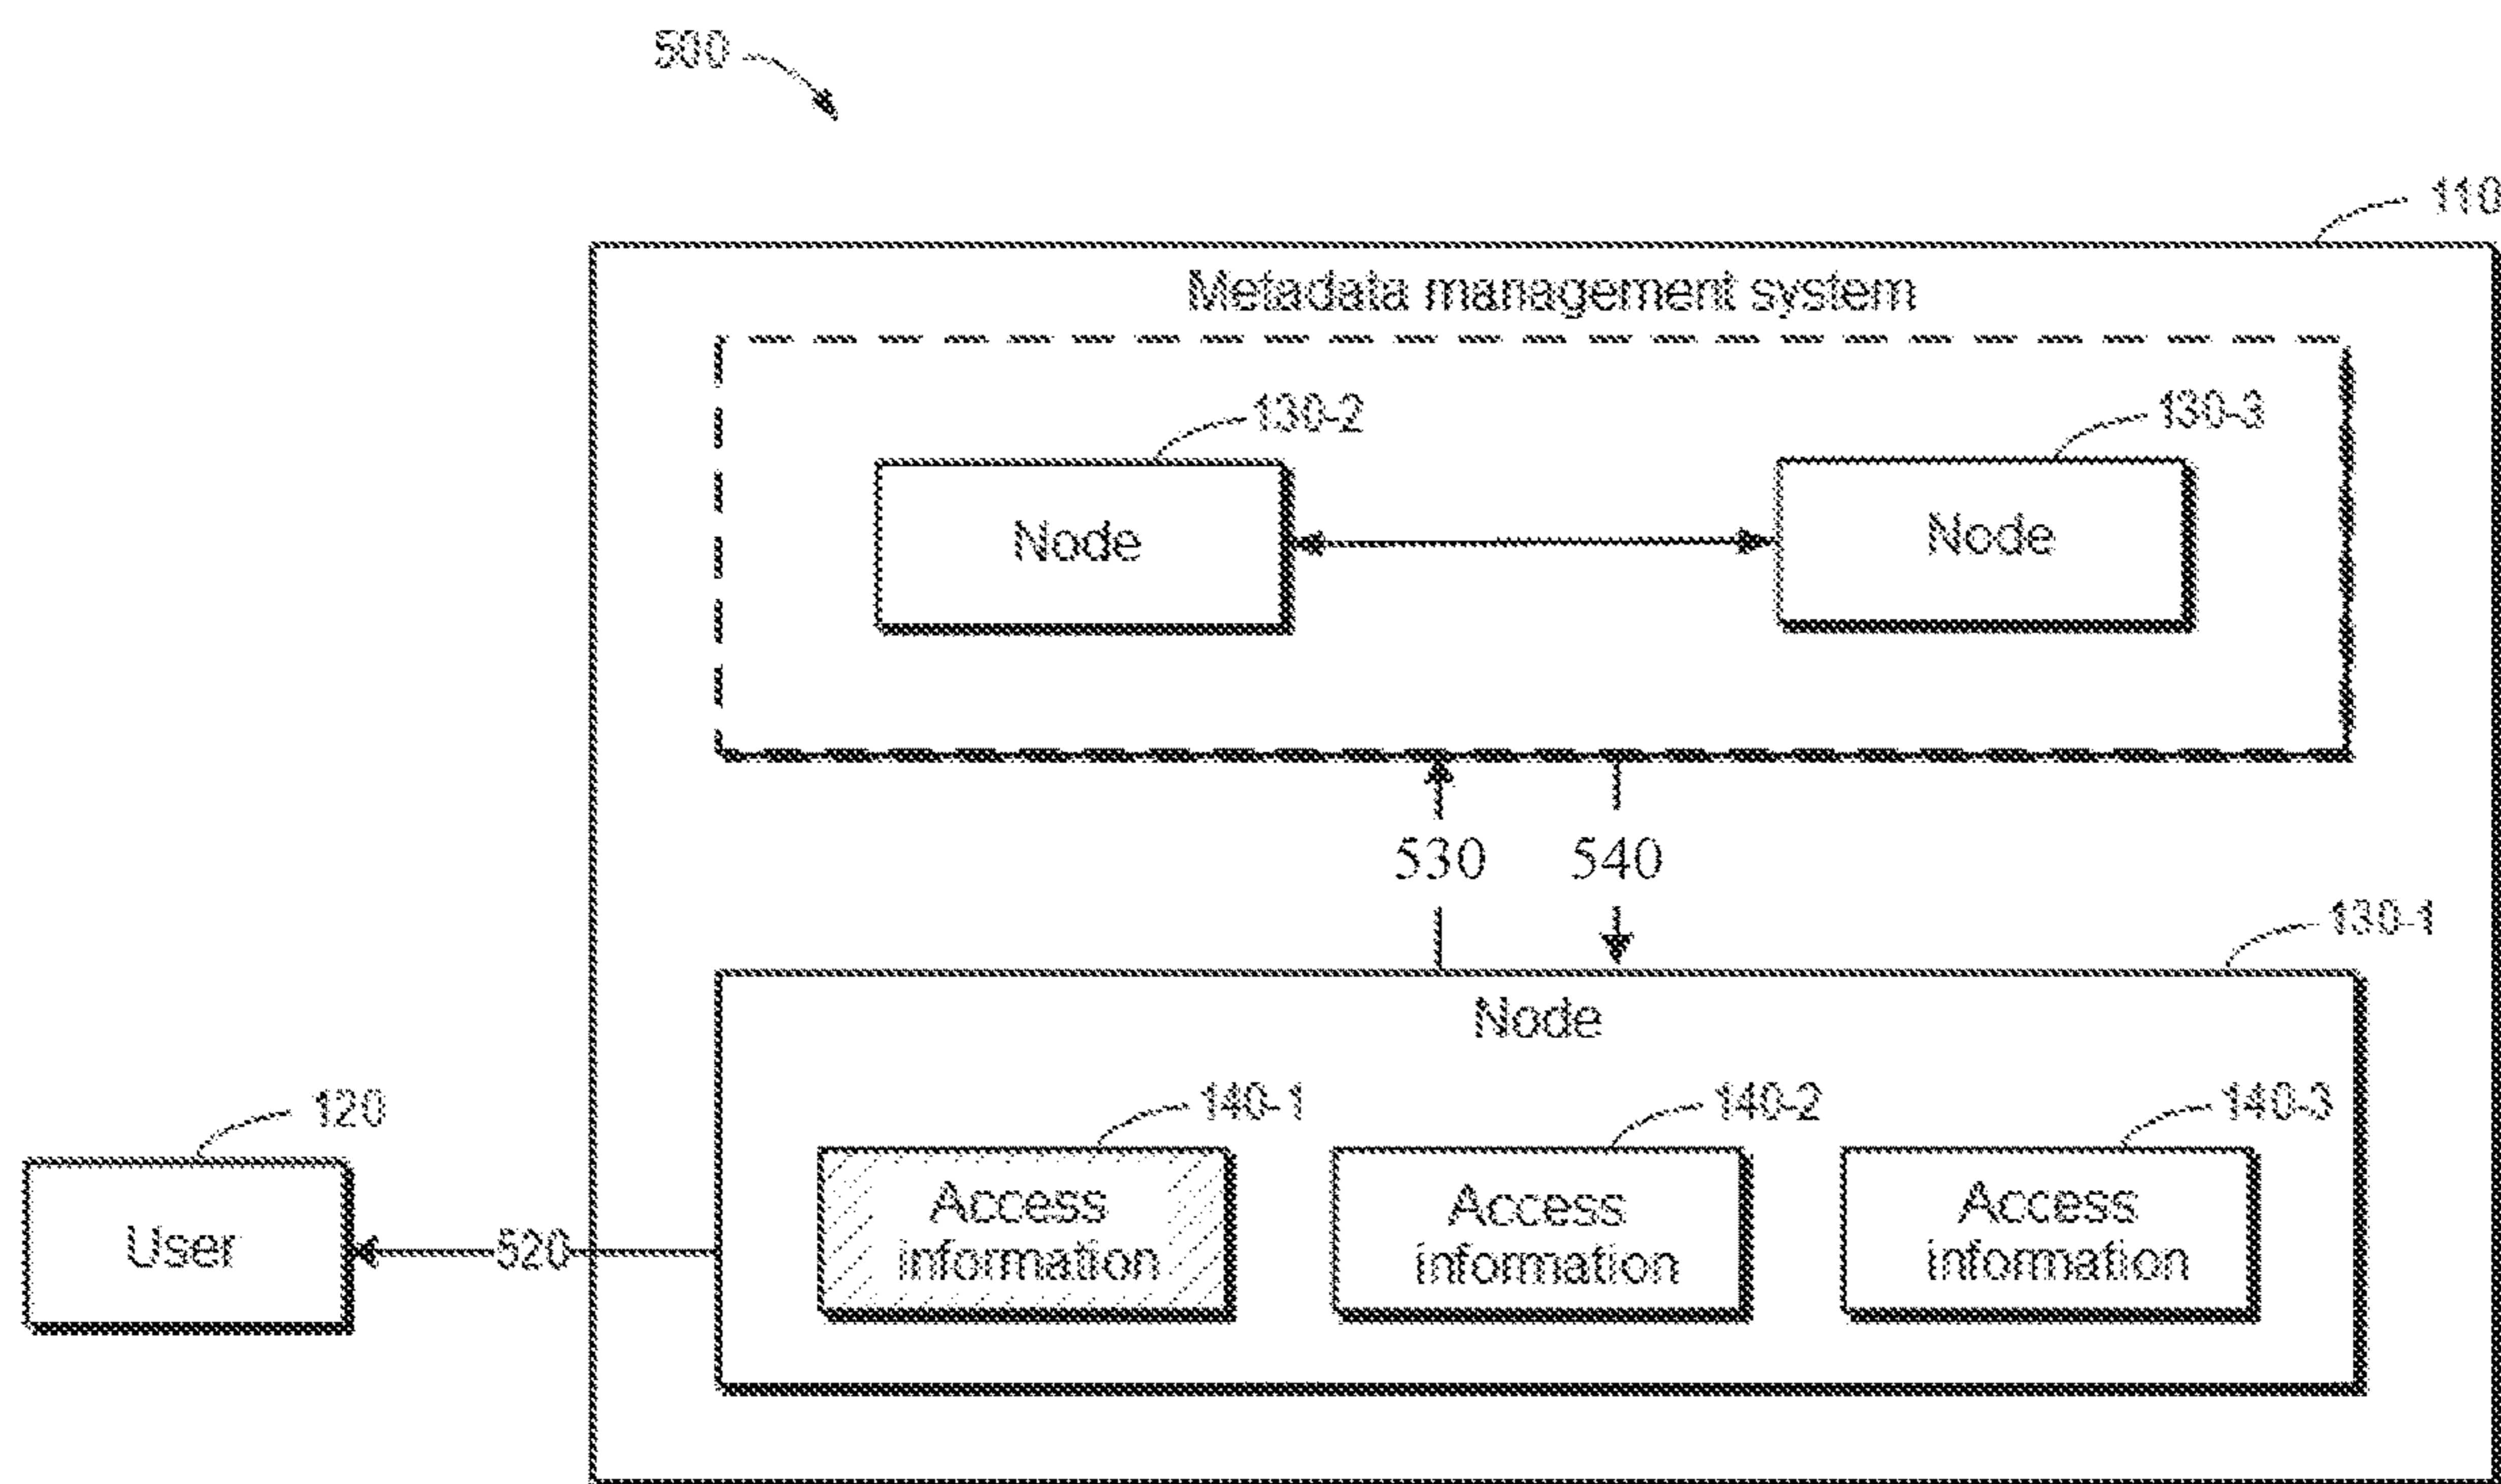 500
110
Metadata management system
130-2
130-3
Node
Node
530
540
130-1
Node
120
140-1
140-2
140-3
User
520
Access
information
Access
information
Access
information